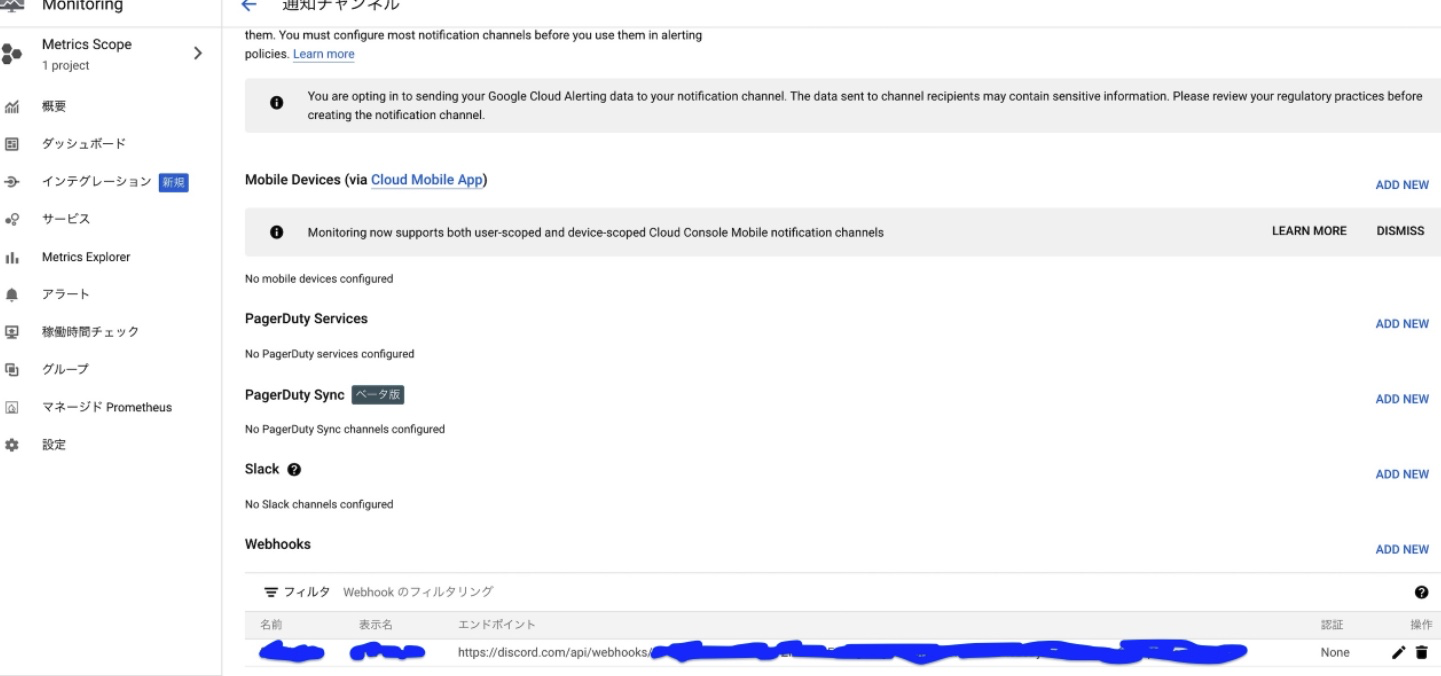 Monitoring
通知チャンネル
Metrics Scope
1 project
概要
ダッシュボード
インテグレーション 新規
サービス
Metrics Explorer
アラート
稼働時間チェック
グループ
マネージド Prometheus
設定
them. You must configure most notification channels before you use them in alerting
policies. Learn more
You are opting in to sending your Google Cloud Alerting data to your notification channel. The data sent to channel recipients may contain sensitive information. Please review your regulatory practices before
creating the notification channel.
Mobile Devices (via Cloud Mobile App)
ADD NEW
Monitoring now supports both user-scoped and device-scoped Cloud Console Mobile notification channels
LEARN MORE DISMISS
No mobile devices configured
PagerDuty Services
ADD NEW
No PagerDuty services configured
PagerDuty Sync ベータ版
ADD NEW
No PagerDuty Sync channels configured
Slack
ADD NEW
No Slack channels configured
Webhooks
ADD NEW
フィルタ Webhook のフィルタリング
名前 表示名 エンドポイント 認証 操作
https://discord.com/api/webhooks/ None